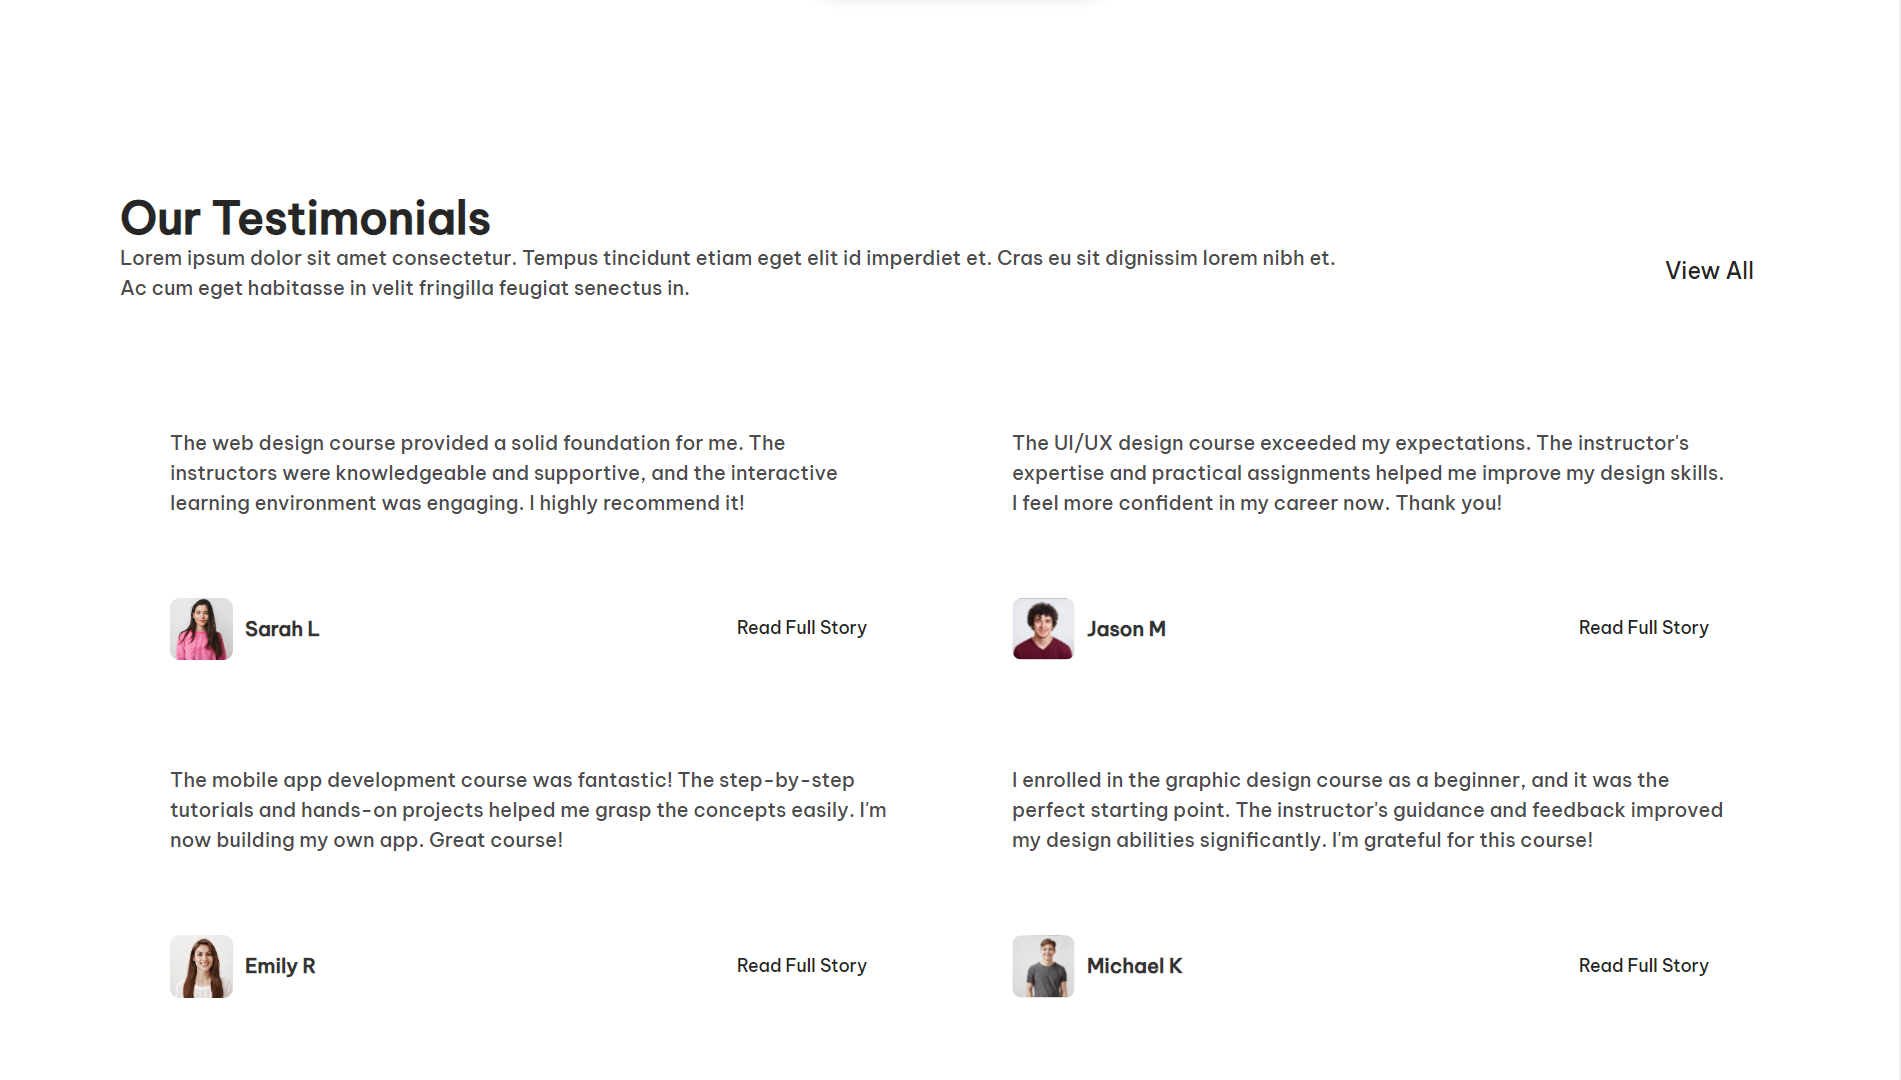 Our Testimonials
Lorem ipsum dolor sit amet consectetur. Tempus tincidunt etiam eget elit id imperdiet et. Cras eu sit dignissim lorem nibh et.
Ac cum eget habitasse in velit fringilla feugiat senectus in.
View All
The web design course provided a solid foundation for me. The
instructors were knowledgeable and supportive, and the interactive
learning environment was engaging. I highly recommend it!
Sarah L
Read Full Story
The UI/UX design course exceeded my expectations. The instructor's
expertise and practical assignments helped me improve my design skills.
I feel more confident in my career now. Thank you!
Jason M
Read Full Story
The mobile app development course was fantastic! The step-by-step
tutorials and hands-on projects helped me grasp the concepts easily. I'm
now building my own app. Great course!
Emily R
Read Full Story
I enrolled in the graphic design course as a beginner, and it was the
perfect starting point. The instructor's guidance and feedback improved
my design abilities significantly. I'm grateful for this course!
Michael K
Read Full Story